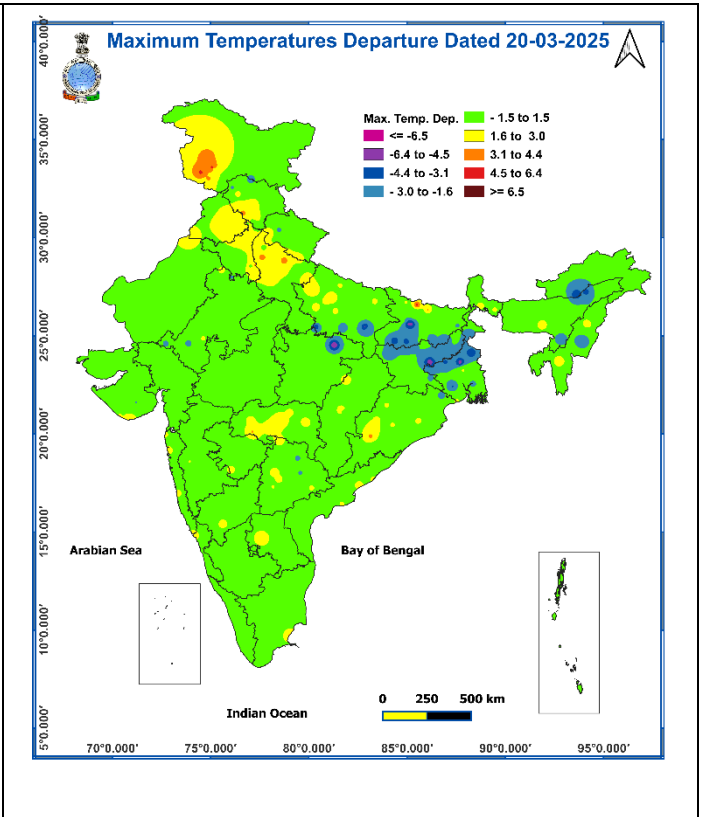 Maximum Temperatures Departure Dated 20-03-2025
Max. Temp. Dep.
<= -6.5
-6.4 to -4.5
-4.4 to -3.1
- 3.0 to -1.6
- 1.5 to 1.5
1.6 to 3.0
3.1 to 4.4
4.5 to 6.4
>= 6.5
40°0.000'
35°0.000'
30°0.000'
25°0.000'
20°0.000'
15°0.000'
10°0.000'
5°0.000'
Arabian Sea
Bay of Bengal
Indian Ocean
0 250 500 km
70°0.000' 75°0.000' 80°0.000' 85°0.000' 90°0.000' 95°0.000'